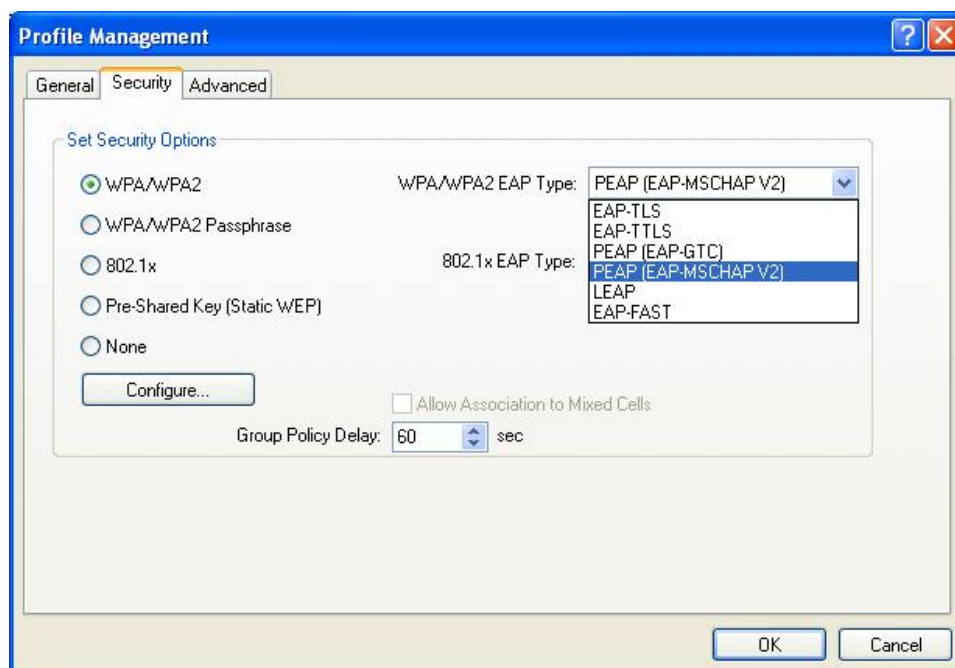 Profile Management
General Security Advanced
Set Security Options
WPA/WPA2 WPA/WPA2 EAP Type: PEAP (EAP-MSCHAP V2)
EAP-TLS
WPA/WPA2 Passphrase EAP-TTLS
PEAP (EAP-GTC)
802.1x 802.1x EAP Type: PEAP (EAP-MSCHAP V2)
LEAP
Pre-Shared Key (Static WEP) EAP-FAST
None
Configure...
Allow Association to Mixed Cells
Group Policy Delay: 60 sec
OK Cancel